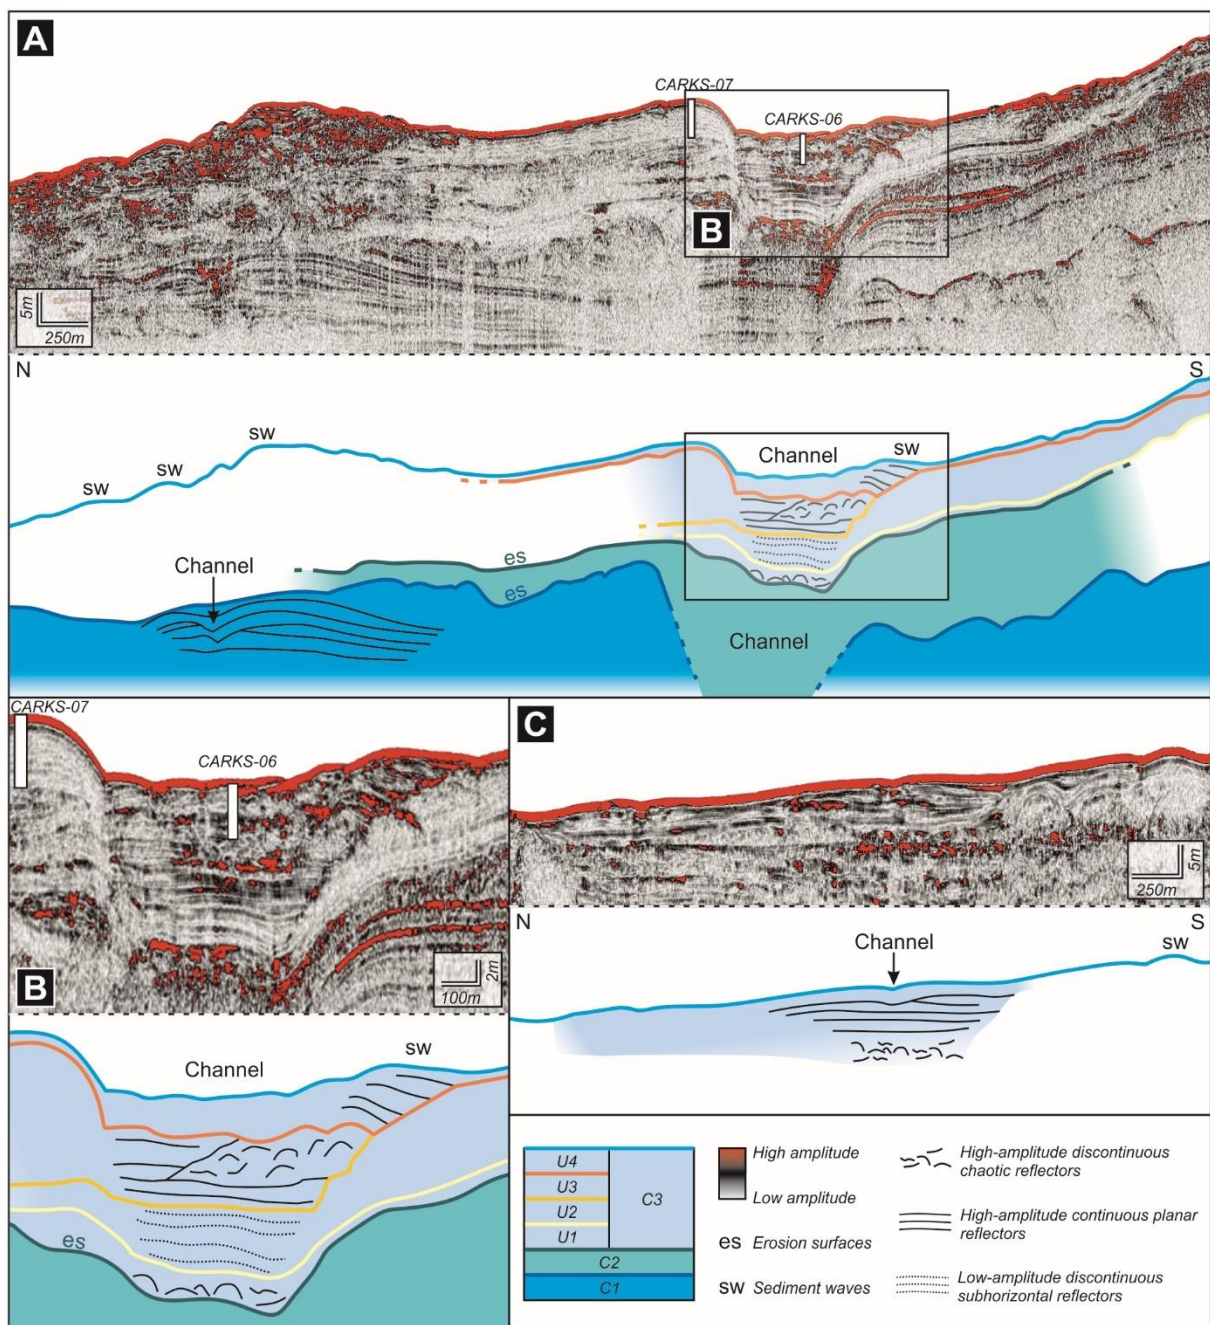 A
CARKS-07
CARKS-06
B
5m
250m
N
S
sw
sw
sw
Channel
sw
es
Channel
es
Channel
CARKS-07
CARKS-06
B
2m
100m
C
5m
250m
N
S
Channel
sw
sw
Channel
es
U4
U3
U2
U1
C3
C2
C1
High amplitude
Low amplitude
es Erosion surfaces
sw Sediment waves
High-amplitude discontinuous
chaotic reflectors
High-amplitude continuous planar
reflectors
Low-amplitude discontinuous
subhorizontal reflectors